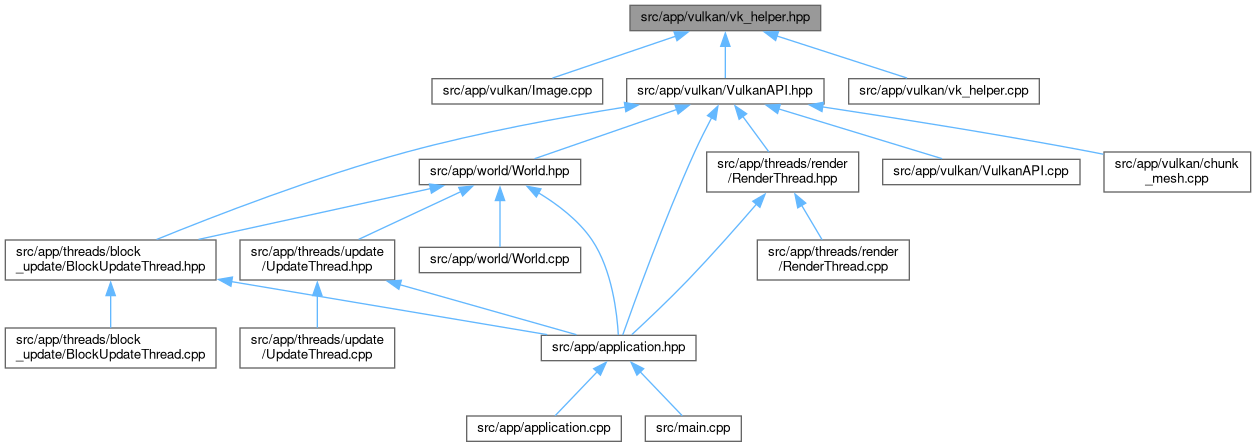 src/app/vulkan/vk_helper.hpp
src/app/vulkan/Image.cpp
src/app/vulkan/VulkanAPI.hpp
src/app/vulkan/vk_helper.cpp
src/app/world/World.hpp
src/app/threads/render
/RenderThread.hpp
src/app/vulkan/VulkanAPI.cpp
src/app/vulkan/chunk
_mesh.cpp
src/app/threads/block
_update/BlockUpdateThread.hpp
src/app/threads/update
/UpdateThread.hpp
src/app/world/World.cpp
src/app/threads/render
/RenderThread.cpp
src/app/threads/block
_update/BlockUpdateThread.cpp
src/app/threads/update
/UpdateThread.cpp
src/app/application.hpp
src/app/application.cpp
src/main.cpp